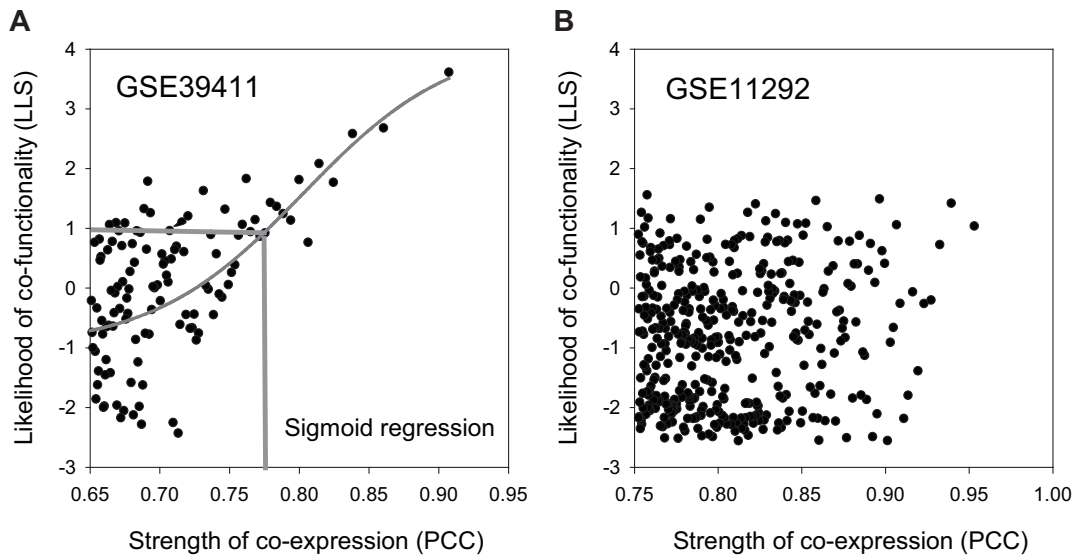 A
B
GSE39411
GSE11292
Likelihood of co-functionality (LLS)
4
3
2
1
0
-1
-2
-3
Sigmoid regression
0.65 0.70 0.75 0.80 0.85 0.90 0.95
Strength of co-expression (PCC)
Likelihood of co-functionality (LLS)
4
3
2
1
0
-1
-2
-3
0.75 0.80 0.85 0.90 0.95 1.00
Strength of co-expression (PCC)